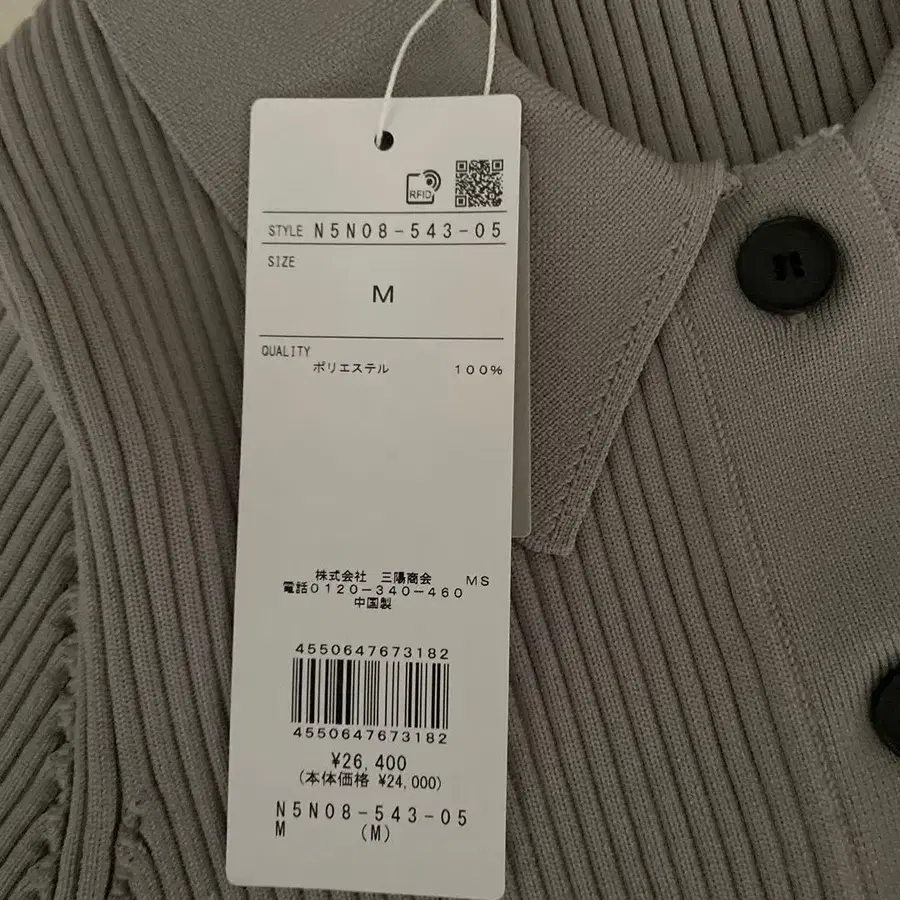 RFID
STYLE N5N08-543-05
SIZE
M
QUALITY
ポリエステル 100%
株式会社 三陽商会 MS
電話0120-340-460
中国製
4550647673182
4550647673182
¥26,400
(本体価格 ¥24,000)
N5N08-543-05
M (M)